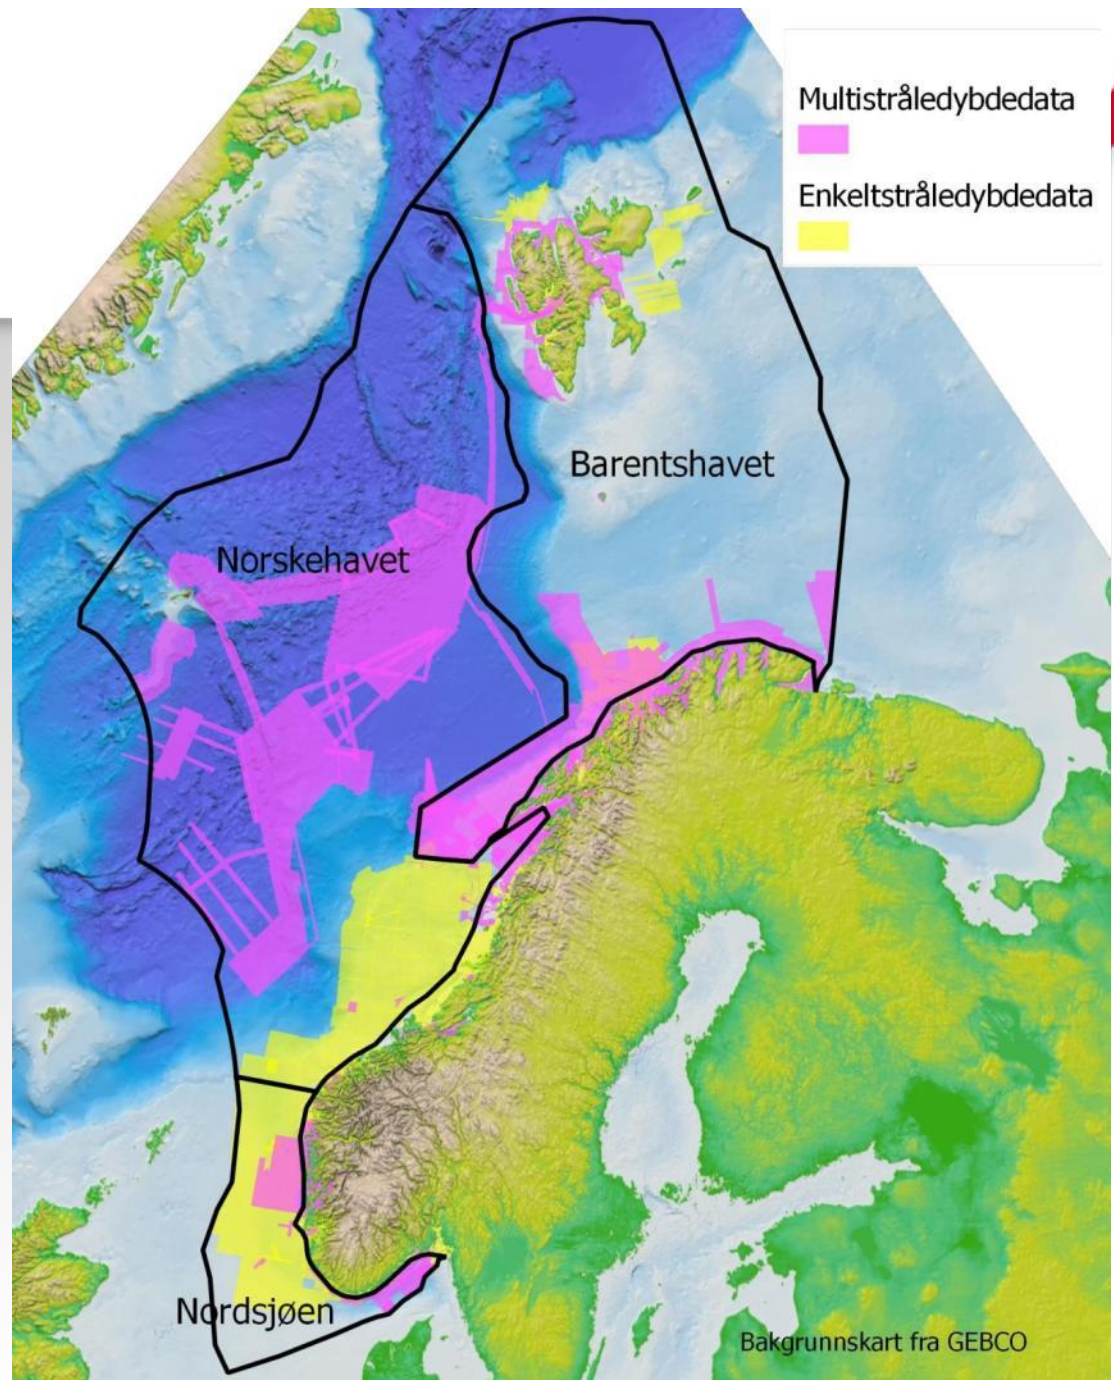 Multistråledybdedata
Enkeltstråledybdedata
Barentshavet
Norskehavet
Nordsjøen
Bakgrunnskart fra GEBCO